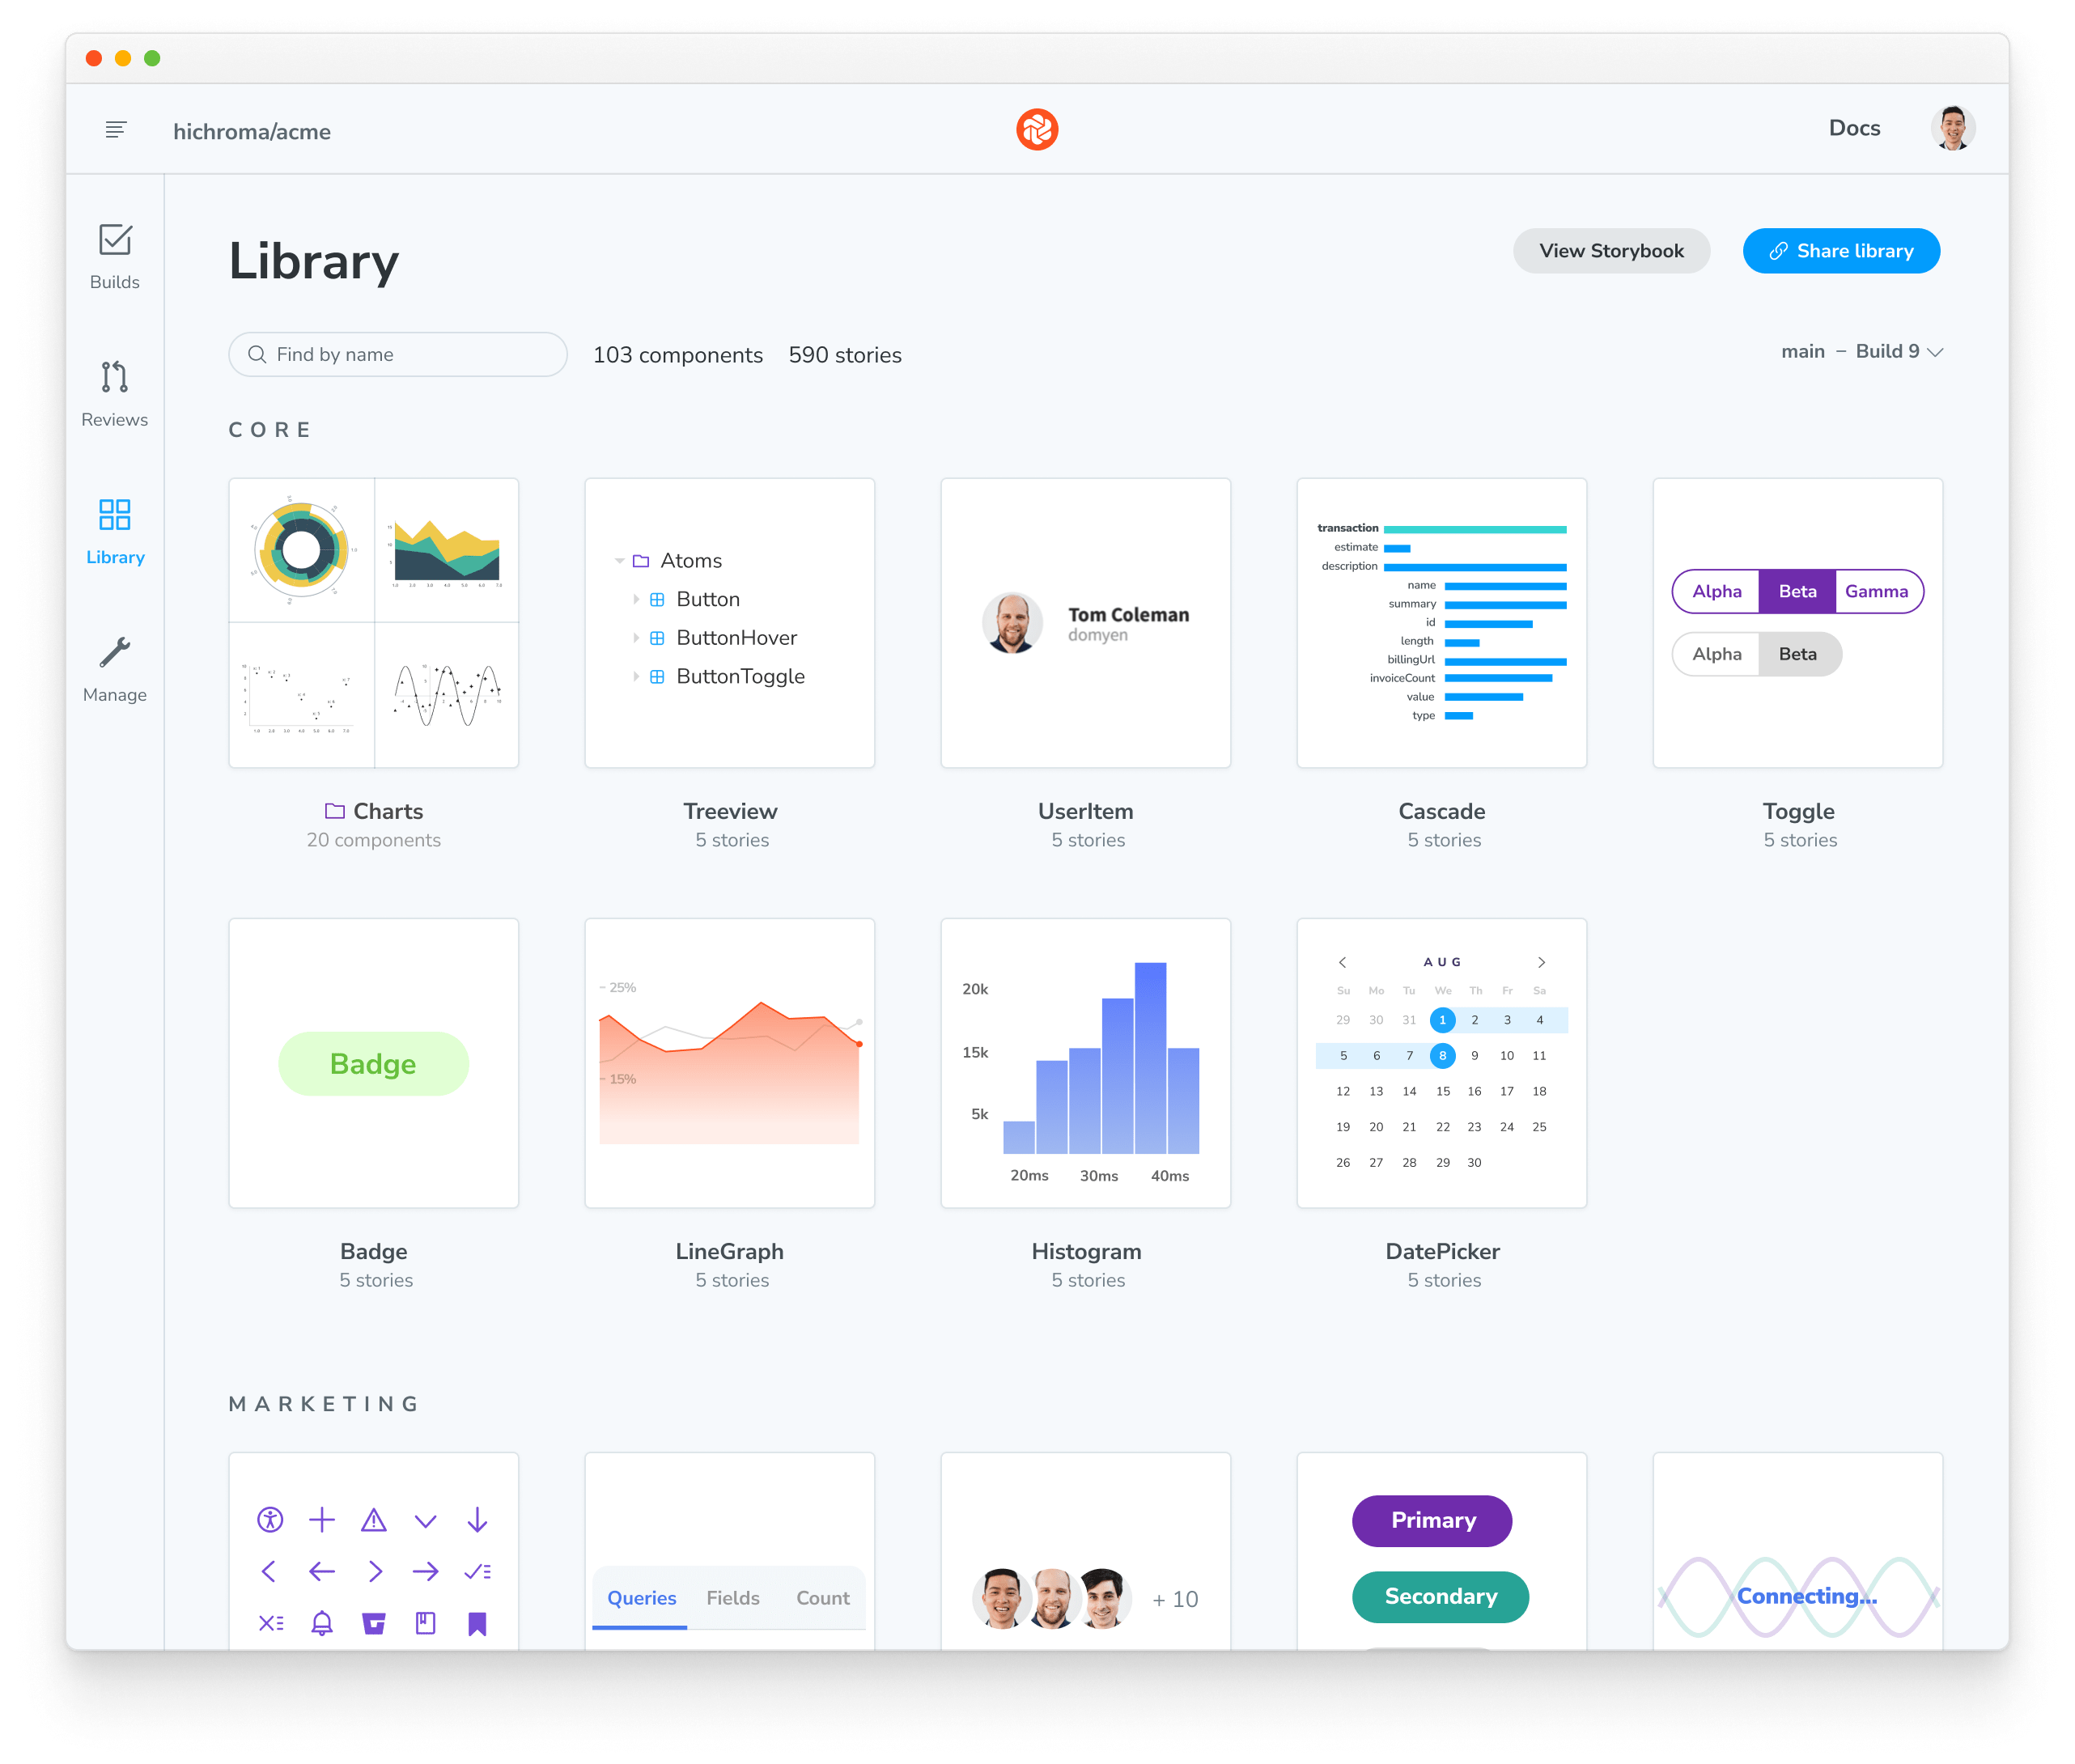 hichroma/acme
Docs
Builds
Reviews
Library
Manage
Library
View Storybook
Share library
Find by name
103 components 590 stories
main – Build 9
CORE
Atoms
Button
ButtonHover
ButtonToggle
Tom Coleman
domyen
transaction
estimate
description
name
summary
id
length
billingUrl
invoiceCount
value
type
Alpha Beta Gamma
Alpha Beta
Charts
20 components
Treeview
5 stories
UserItem
5 stories
Cascade
5 stories
Toggle
5 stories
Badge
25%
15%
20k
15k
5k
20ms 30ms 40ms
AUG
Su Mo Tu We Th Fr Sa
29 30 31 1 2 3 4
5 6 7 8 9 10 11
12 13 14 15 16 17 18
19 20 21 22 23 24 25
26 27 28 29 30
Badge
5 stories
LineGraph
5 stories
Histogram
5 stories
DatePicker
5 stories
MARKETING
Queries Fields Count
+ 10
Primary
Secondary
Connecting...